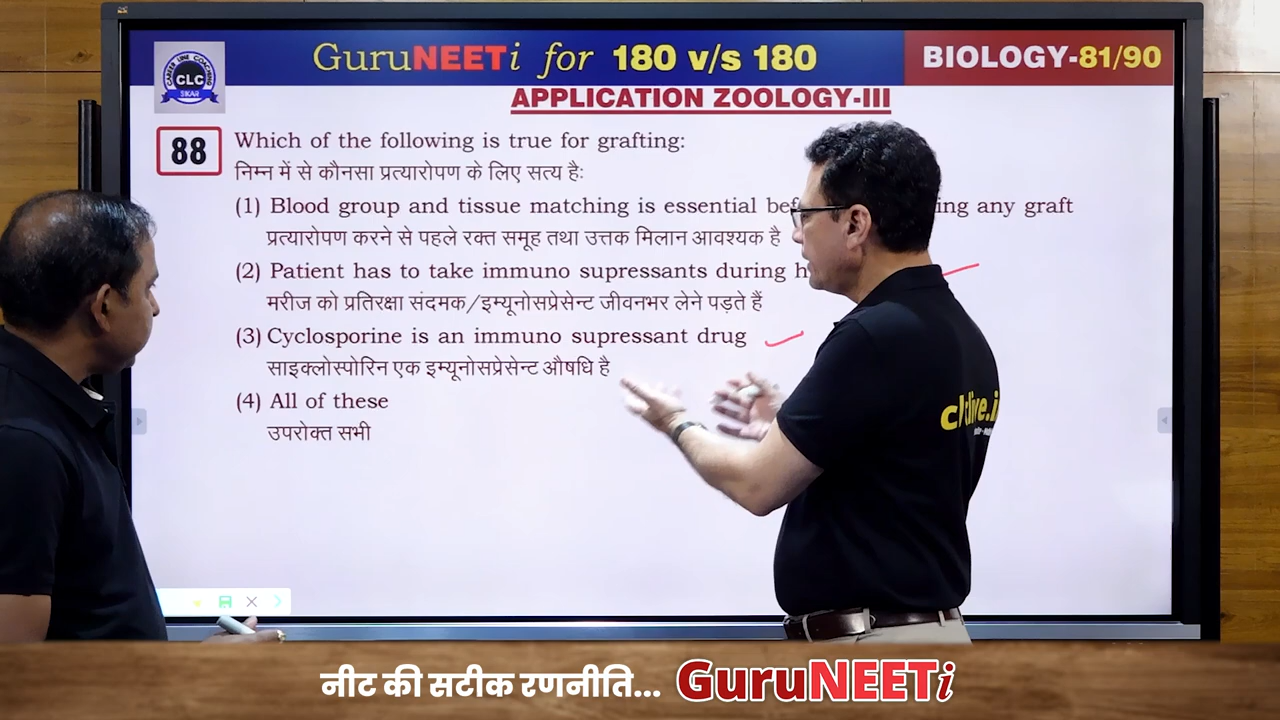 CAREER LINE COACHING
CLC
SIKAR
GuruNEETi for 180 v/s 180
BIOLOGY-81/90
APPLICATION ZOOLOGY-III
88
Which of the following is true for grafting:
निम्न में से कौनसा प्रत्यारोपण के लिए सत्य है:
(1) Blood group and tissue matching is essential any graft
प्रत्यारोपण करने से पहले रक्त समूह तथा उत्तक मिलान आवश्यक है
(2) Patient has to take immuno supressants during
मरीज को प्रतिरक्षा संदमक/इम्यूनोसप्रेसेन्ट जीवनभर लेने पड़ते हैं
(3) Cyclosporine is an immuno supressant drug
साइक्लोस्पोरिन एक इम्यूनोसप्रेसेन्ट औषधि है
(4) All of these
उपरोक्त सभी
नीट की सटीक रणनीति... GuruNEETi